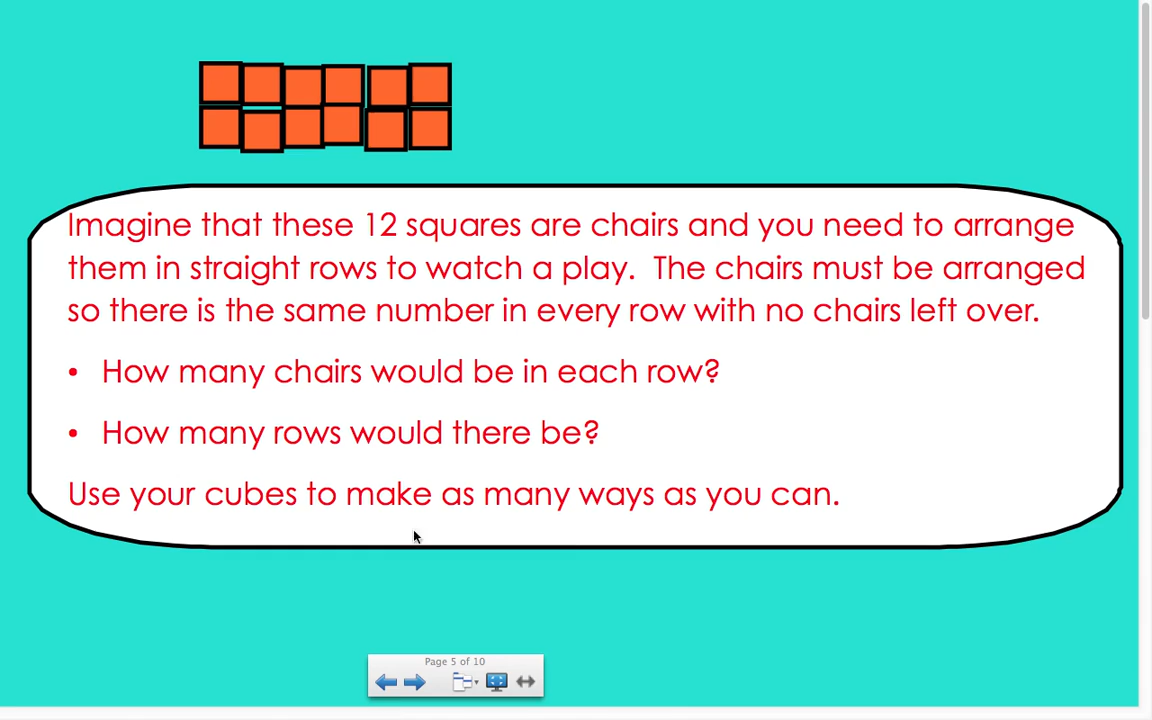 Imagine that these 12 squares are chairs and you need to arrange
them in straight rows to watch a play.  The chairs must be arranged
so there is the same number in every row with no chairs left over.
• How many chairs would be in each row?
• How many rows would there be?
Use your cubes to make as many ways as you can.
Page 5 of 10